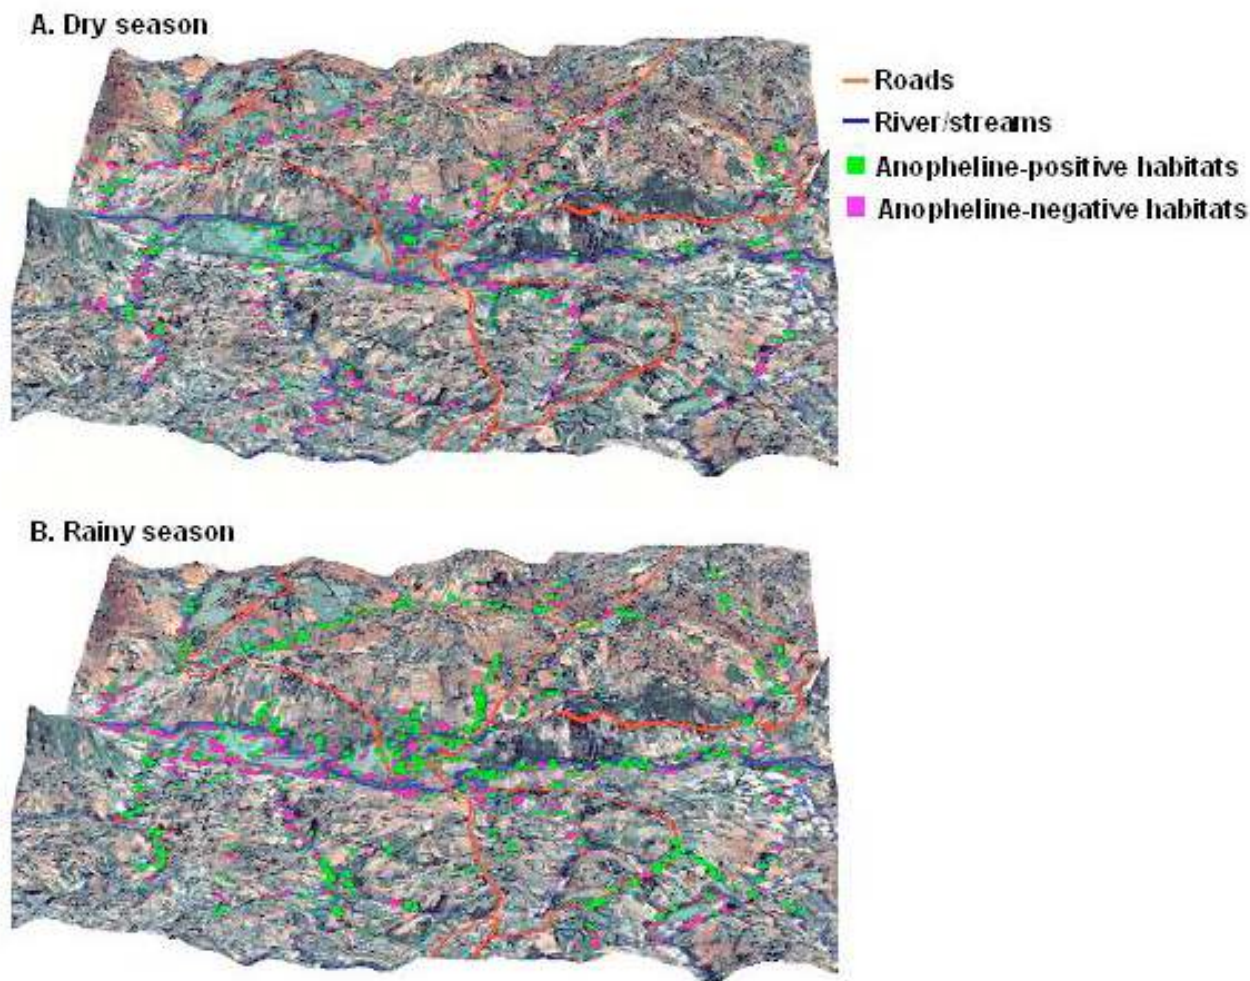 A. Dry season
Roads
River/streams
Anopheline-positive habitats
Anopheline-negative habitats
B. Rainy season